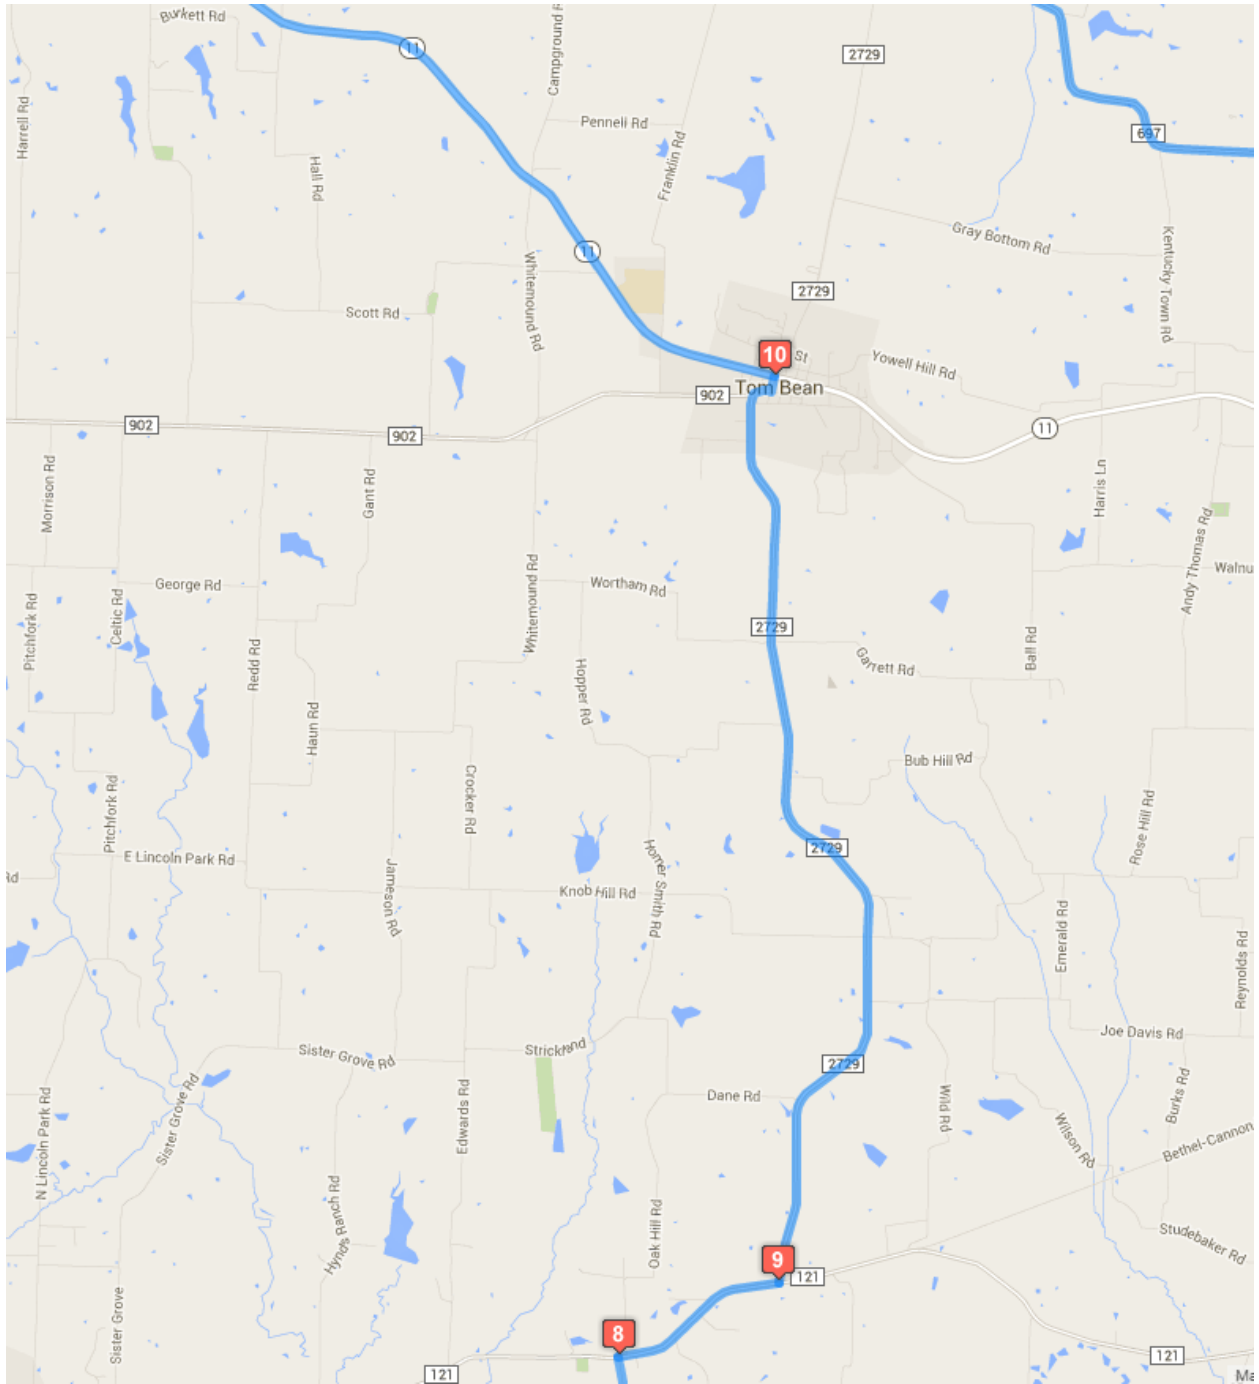 Burkett Rd
11
Campground R
2729
Harrell Rd
Pennell Rd
697
Hall Rd
Franklin Rd
Gray Bottom Rd
Kentucky Town Rd
11
Whitemound Rd
2729
Scott Rd
10
St
Yowell Hill Rd
Tom Bean
902
902
902
11
Morrison Rd
Gant Rd
Harris Ln
Andy Thomas Rd
George Rd
Whitemound Rd
Wortham Rd
Walnu
Pitchfork Rd
Celtic Rd
Redd Rd
2729
Ball Rd
Garrett Rd
Hopper Rd
Haun Rd
Bub Hill Rd
Pitchfork Rd
Crocker Rd
Rose Hill Rd
2729
E Lincoln Park Rd
Rd
Jameson Rd
Knob Hill Rd
Homer Smith Rd
Emerald Rd
Reynolds Rd
Joe Davis Rd
Sister Grove Rd
Strickland
2729
Dane Rd
N Lincoln Park Rd
Sister Grove Rd
Edwards Rd
Wild Rd
Wilson Rd
Burks Rd
Bethel-Cannon
Hynds Ranch Rd
Oak Hill Rd
Studebaker Rd
9
121
Sister Grove
8
121
121
Ma